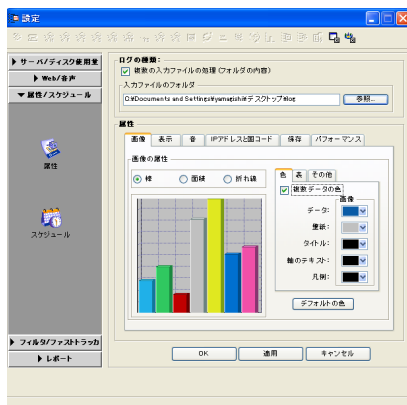 設定
サーバ/ディスク使用量
Web/音声
属性/スケジュール
属性
スケジュール
フィルタ/ファストトラッカ
レポート
ログの種類:
複数の入力ファイルの処理(フォルダの内容)
入力ファイルのフォルダ
C:¥Documents and Settings¥yamagishi¥デスクトップ¥log
参照...
属性
画像 表示 音 IPアドレスと国コード 保存 パフォーマンス
画像の属性
棒 面積 折れ線
色 表 その他
複数データの色
画像
データ:
壁紙:
タイトル:
軸のテキスト:
凡例:
デフォルトの色
OK 適用 キャンセル